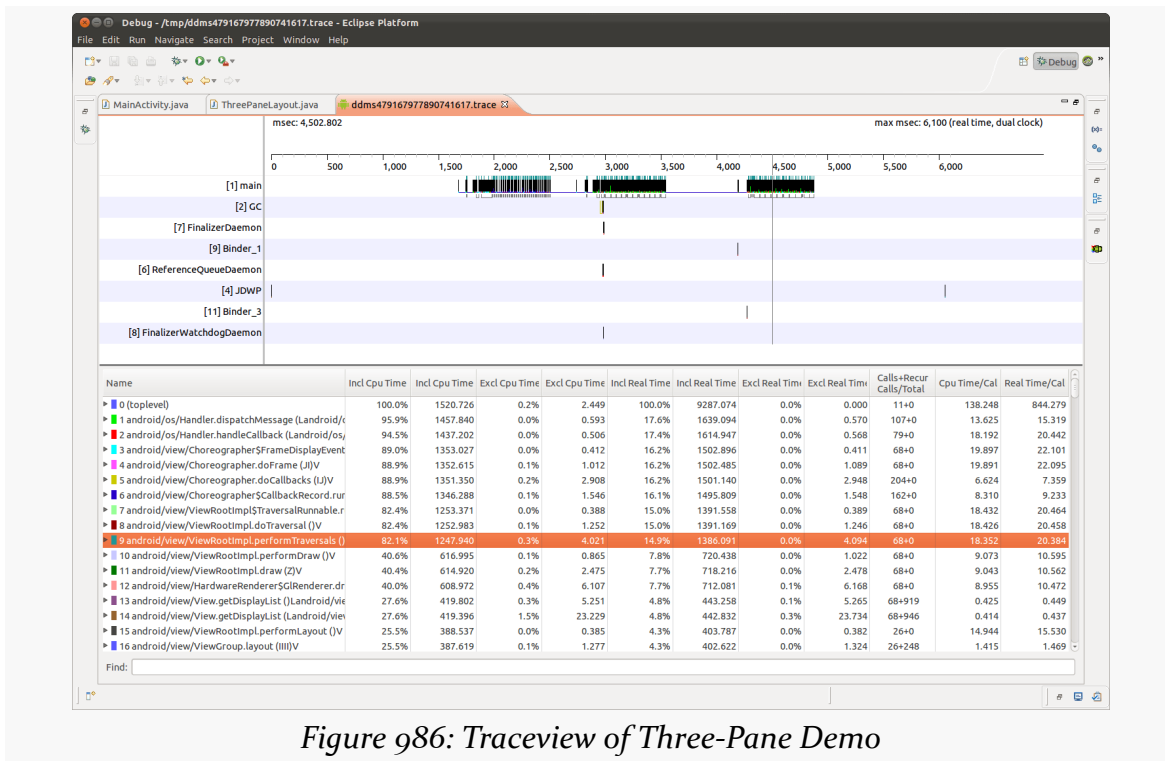 Debug - /tmp/ddms479167977890741617.trace - Eclipse Platform
File Edit Run Navigate Search Project Window Help
Debug »
MainActivity.java ThreePaneLayout.java ddms479167977890741617.trace
msec: 4,502.802 max msec: 6,100 (real time, dual clock)
0 500 1,000 1,500 2,000 2,500 3,000 3,500 4,000 4,500 5,000 5,500 6,000
[1] main
[2] GC
[7] FinalizerDaemon
[9] Binder_1
[6] ReferenceQueueDaemon
[4] JDWP
[11] Binder_3
[8] FinalizerWatchdogDaemon
Name Incl Cpu Time Incl Cpu Time Excl Cpu Time Excl Cpu Time Incl Real Time Incl Real Time Excl Real Time Excl Real Time Calls+Recur Calls/Total Cpu Time/Cal Real Time/Cal
0 (toplevel) 100.0% 1520.726 0.2% 2.449 100.0% 9287.074 0.0% 0.000 11+0 138.248 844.279
1 android/os/Handler.dispatchMessage (Landroid/c 95.9% 1457.840 0.0% 0.593 17.6% 1639.094 0.0% 0.570 107+0 13.625 15.319
2 android/os/Handler.handleCallback (Landroid/os/ 94.5% 1437.202 0.0% 0.506 17.4% 1614.947 0.0% 0.568 79+0 18.192 20.442
3 android/view/Choreographer$FrameDisplayEvent 89.0% 1353.027 0.0% 0.412 16.2% 1502.896 0.0% 0.411 68+0 19.897 22.101
4 android/view/Choreographer.doFrame (JI)V 88.9% 1352.615 0.1% 1.012 16.2% 1502.485 0.0% 1.089 68+0 19.891 22.095
5 android/view/Choreographer.doCallbacks (IJ)V 88.9% 1351.350 0.2% 2.908 16.2% 1501.140 0.0% 2.948 204+0 6.624 7.359
6 android/view/Choreographer$CallbackRecord.rur 88.5% 1346.288 0.1% 1.546 16.1% 1495.809 0.0% 1.548 162+0 8.310 9.233
7 android/view/ViewRootImpl$TraversalRunnable.r 82.4% 1253.371 0.0% 0.388 15.0% 1391.558 0.0% 0.389 68+0 18.432 20.464
8 android/view/ViewRootImpl.doTraversal ()V 82.4% 1252.983 0.1% 1.252 15.0% 1391.169 0.0% 1.246 68+0 18.426 20.458
9 android/view/ViewRootImpl.performTraversals () 82.1% 1247.940 0.3% 4.021 14.9% 1386.091 0.0% 4.094 68+0 18.352 20.384
10 android/view/ViewRootImpl.performDraw ()V 40.6% 616.995 0.1% 0.865 7.8% 720.438 0.0% 1.022 68+0 9.073 10.595
11 android/view/ViewRootImpl.draw (Z)V 40.4% 614.920 0.2% 2.475 7.7% 718.216 0.0% 2.478 68+0 9.043 10.562
12 android/view/HardwareRenderer$GlRenderer.dr 40.0% 608.972 0.4% 6.107 7.7% 712.081 0.1% 6.168 68+0 8.955 10.472
13 android/view/View.getDisplayList ()Landroid/vie 27.6% 419.802 0.3% 5.251 4.8% 443.258 0.1% 5.265 68+919 0.425 0.449
14 android/view/View.getDisplayList (Landroid/view 27.6% 419.396 1.5% 23.229 4.8% 442.832 0.3% 23.734 68+946 0.414 0.437
15 android/view/ViewRootImpl.performLayout ()V 25.5% 388.537 0.0% 0.385 4.3% 403.787 0.0% 0.382 26+0 14.944 15.530
16 android/view/ViewGroup.layout (IIII)V 25.5% 387.619 0.1% 1.277 4.3% 402.622 0.0% 1.324 26+248 1.415 1.469
Find:
Figure 986: Traceview of Three-Pane Demo